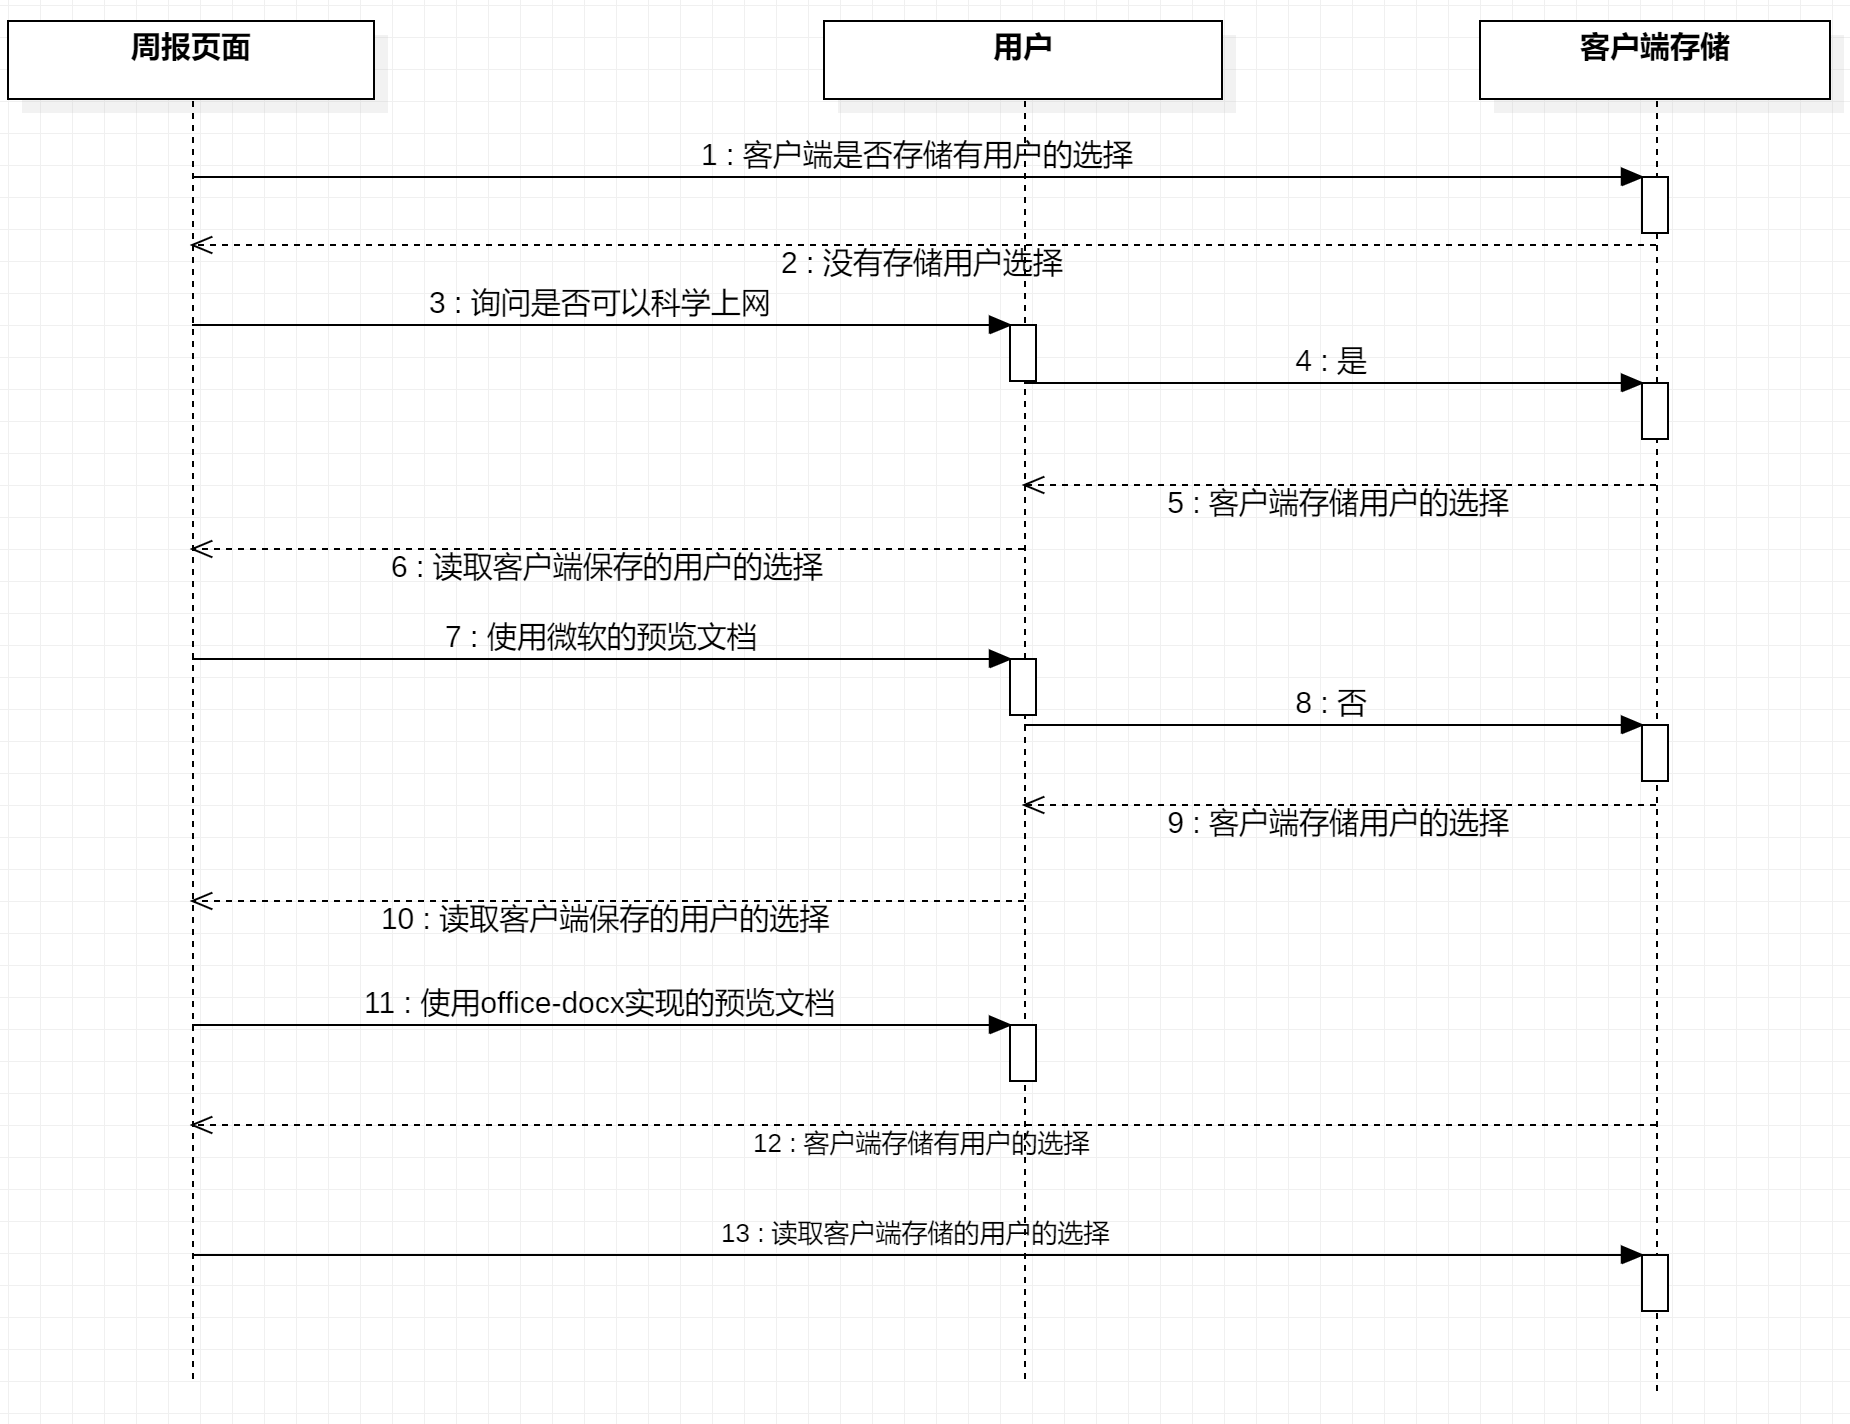 周报页面
用户
客户端存储
1 : 客户端是否存储有用户的选择
2 : 没有存储用户选择
3 : 询问是否可以科学上网
4 : 是
5 : 客户端存储用户的选择
6 : 读取客户端保存的用户的选择
7 : 使用微软的预览文档
8 : 否
9 : 客户端存储用户的选择
10 : 读取客户端保存的用户的选择
11 : 使用office-docx实现的预览文档
12 : 客户端存储有用户的选择
13 : 读取客户端存储的用户的选择